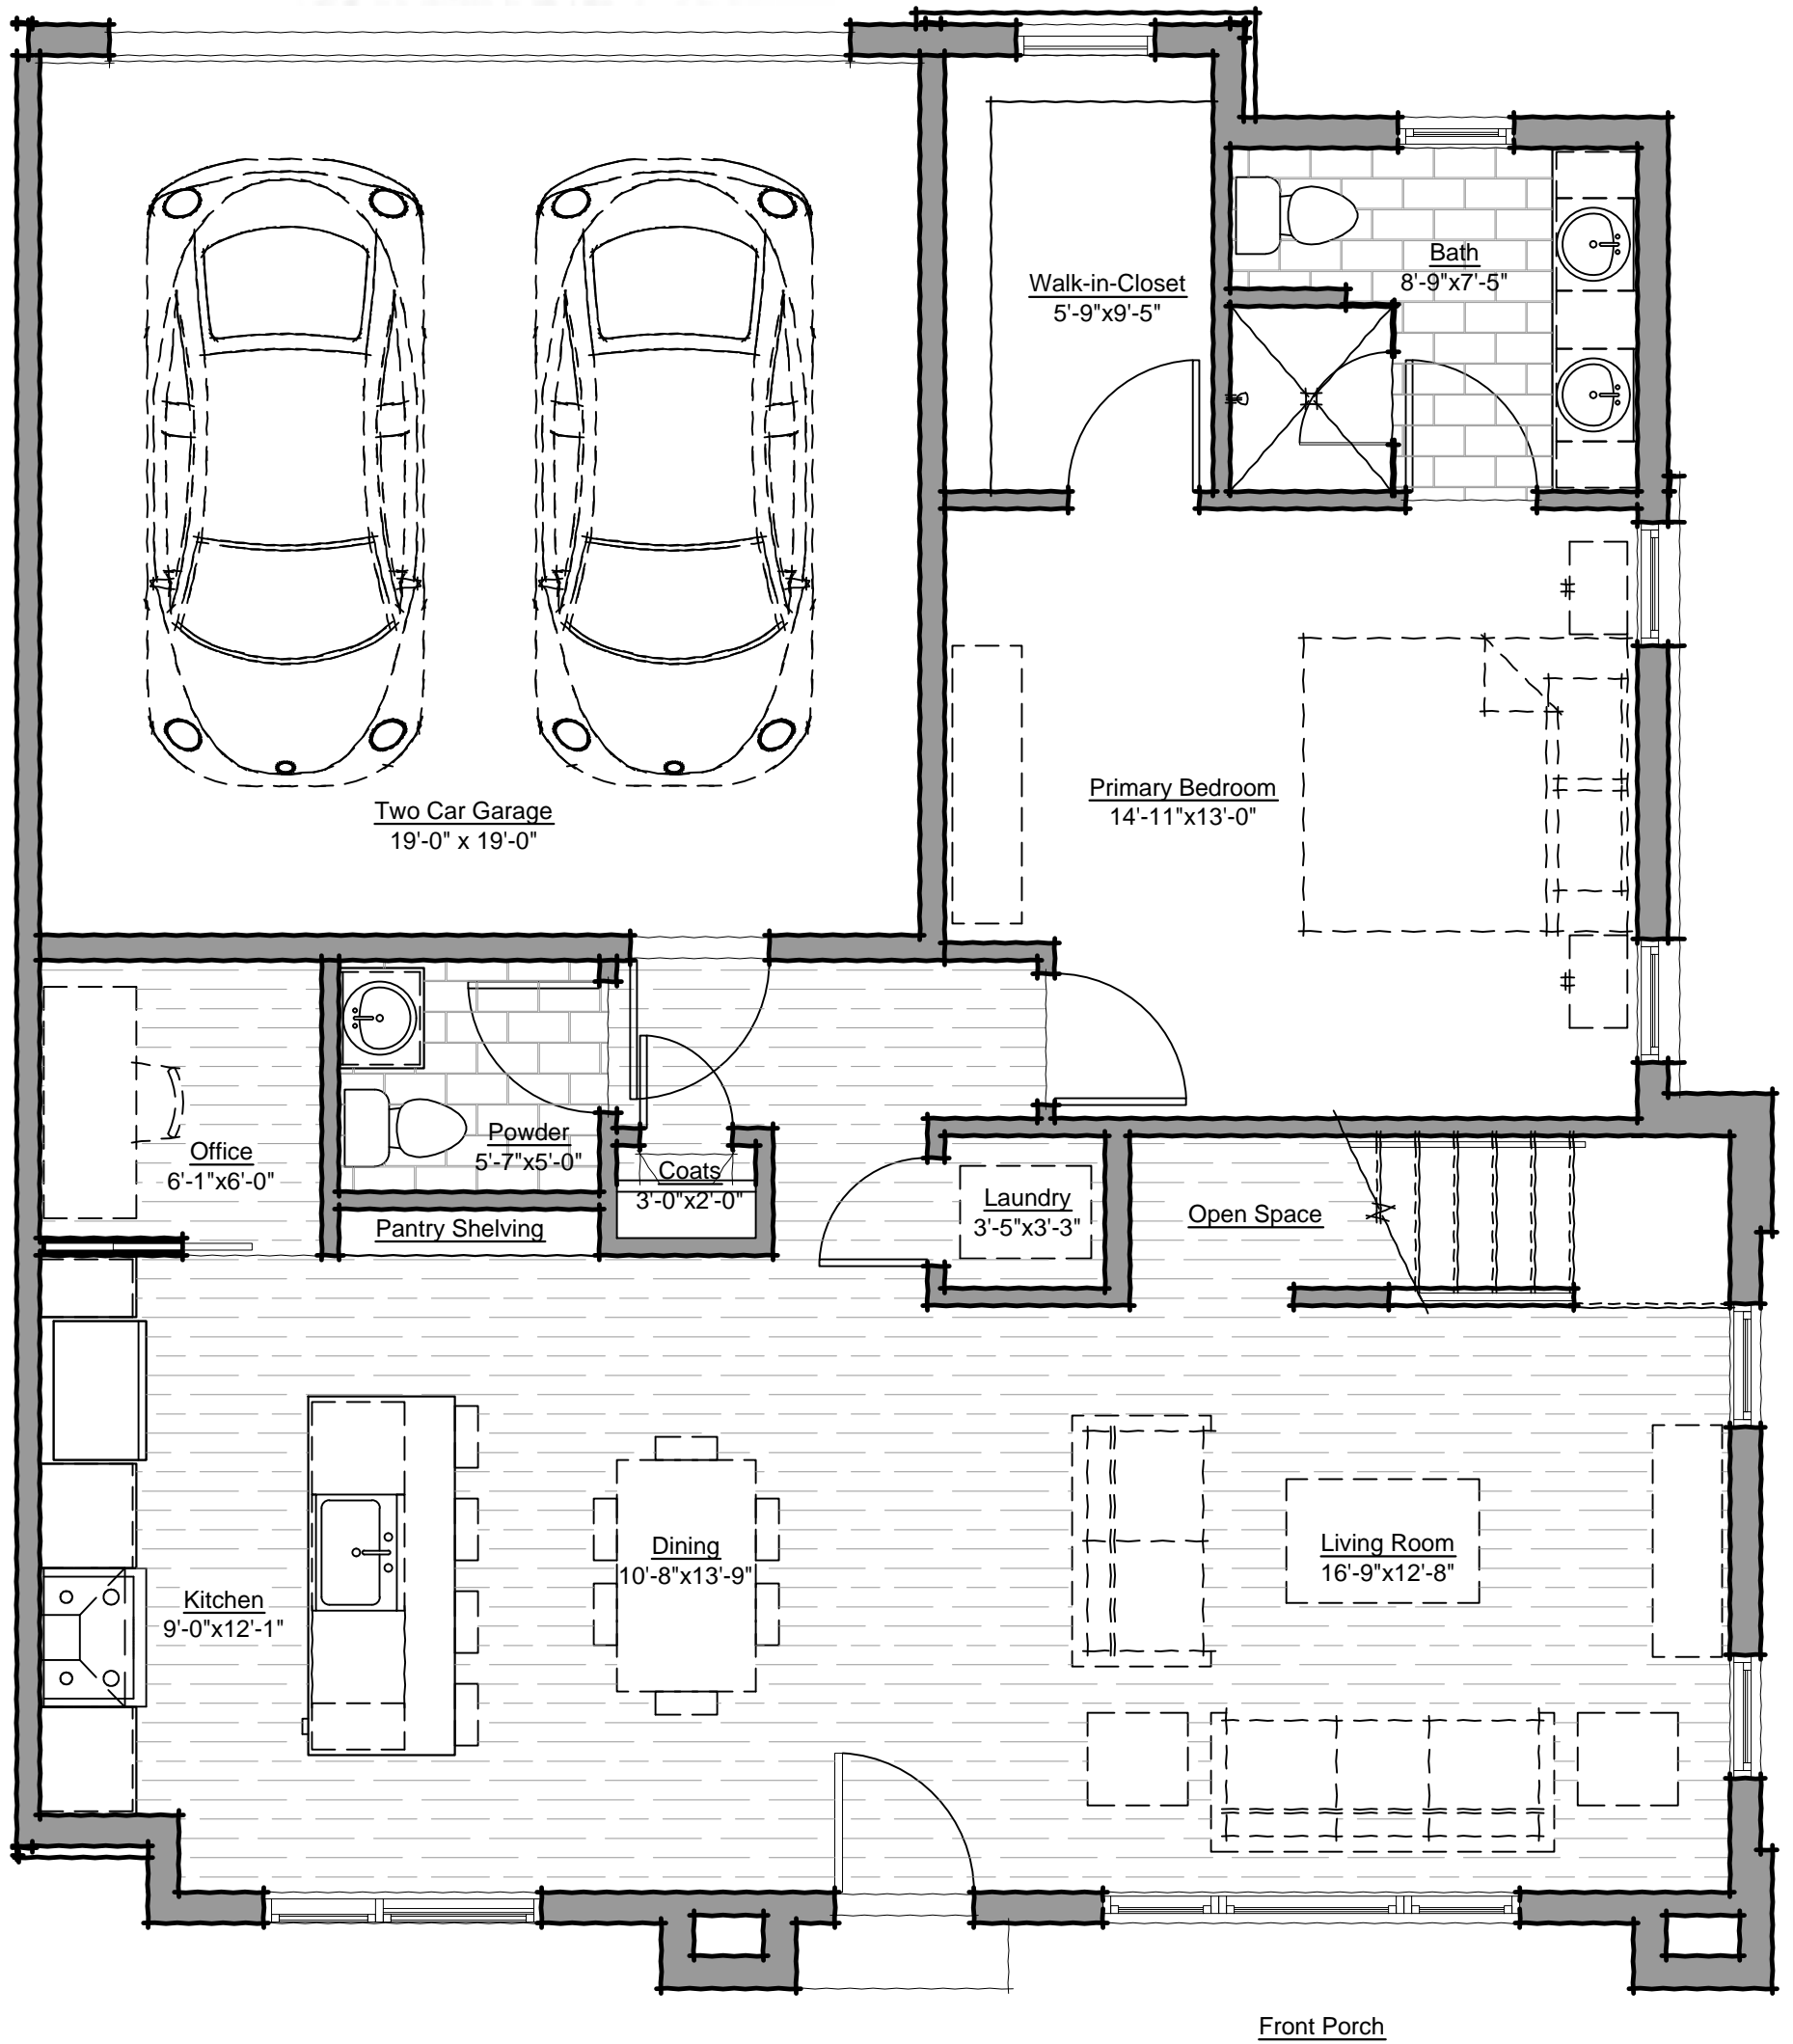 Walk-in-Closet
5'-9"x9'-5"
Bath
8'-9"x7'-5"
Two Car Garage
19'-0" x 19'-0"
Primary Bedroom
14'-11"x13'-0"
Office
6'-1"x6'-0"
Powder
5'-7"x5'-0"
Coats
3'-0"x2'-0"
Pantry Shelving
Laundry
3'-5"x3'-3"
Open Space
Kitchen
9'-0"x12'-1"
Dining
10'-8"x13'-9"
Living Room
16'-9"x12'-8"
Front Porch